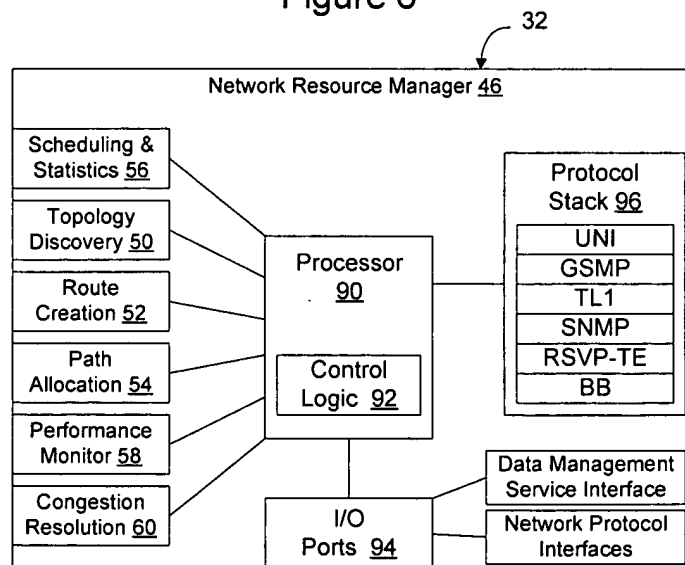 32
Network Resource Manager 46
Scheduling &
Statistics 56
Topology
Discovery 50
Route
Creation 52
Path
Allocation 54
Performance
Monitor 58
Congestion
Resolution 60
Processor
90
Control
Logic 92
I/O
Ports 94
Protocol
Stack 96
UNI
GSMP
TL1
SNMP
RSVP-TE
BB
Data Management
Service Interface
Network Protocol
Interfaces